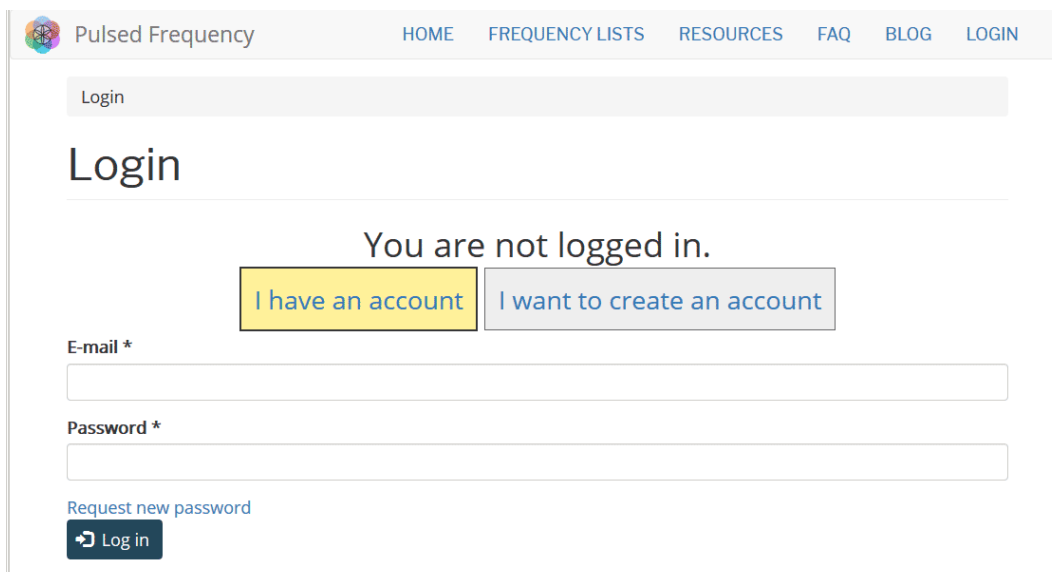 Pulsed Frequency HOME FREQUENCY LISTS RESOURCES FAQ BLOG LOGIN
Login
Login
You are not logged in.
I have an account I want to create an account
E-mail *
Password *
Request new password
Log in